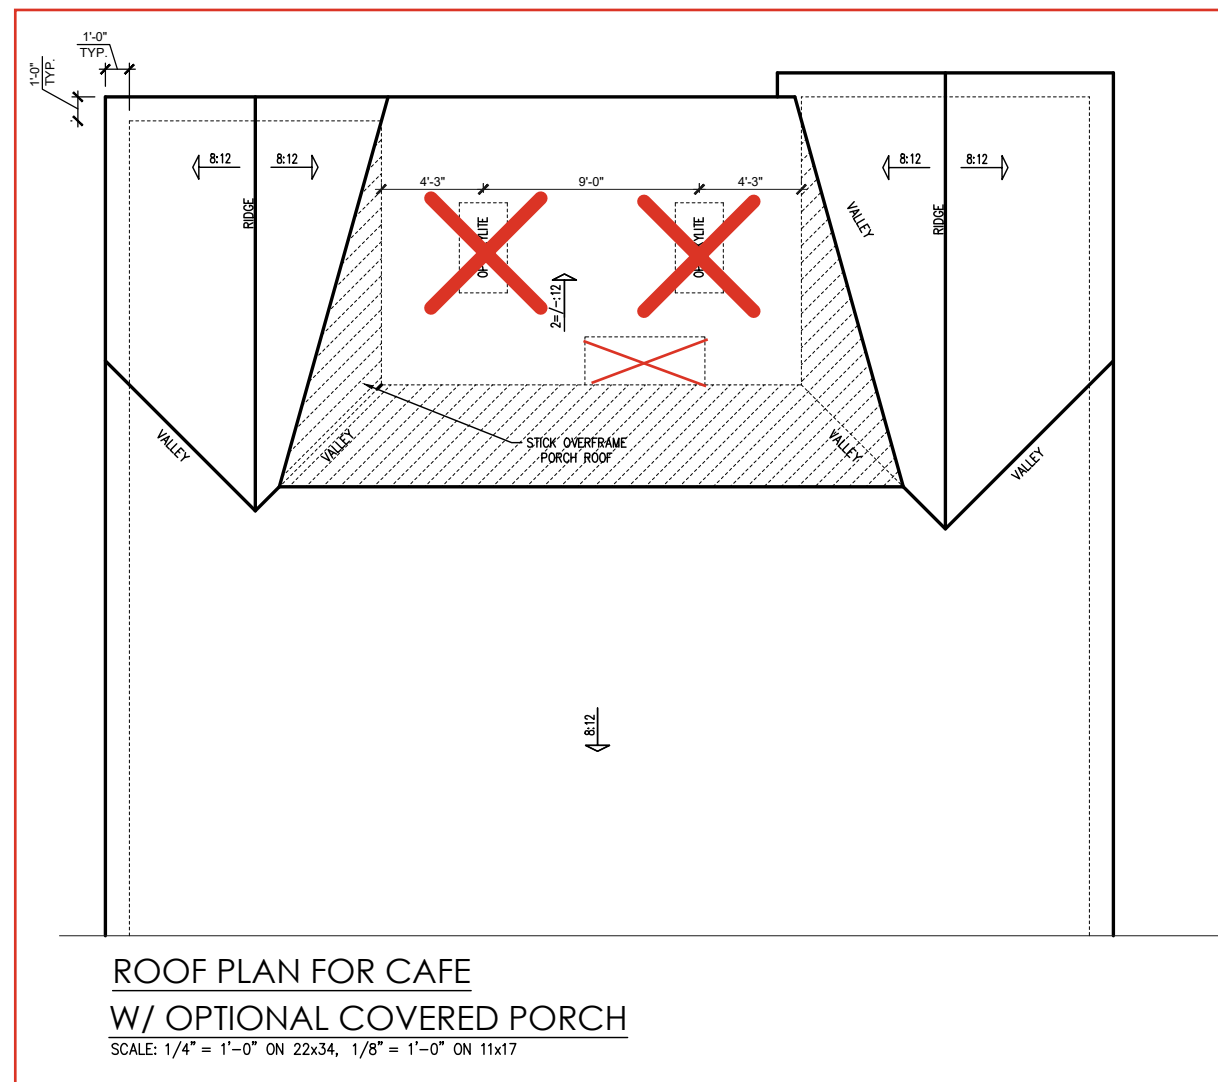 1'-0"
TYP.
1'-0"
TYP.
8:12
8:12
8:12
8:12
RIDGE
VALLEY
RIDGE
4'-3"
9'-0"
4'-3"
2=/-:12
VALLEY
VALLEY
STICK OVERFRAME
PORCH ROOF
VALLEY
VALLEY
8:12
ROOF PLAN FOR CAFE
W/ OPTIONAL COVERED PORCH
SCALE: 1/4" = 1'-0" ON 22x34, 1/8" = 1'-0" ON 11x17